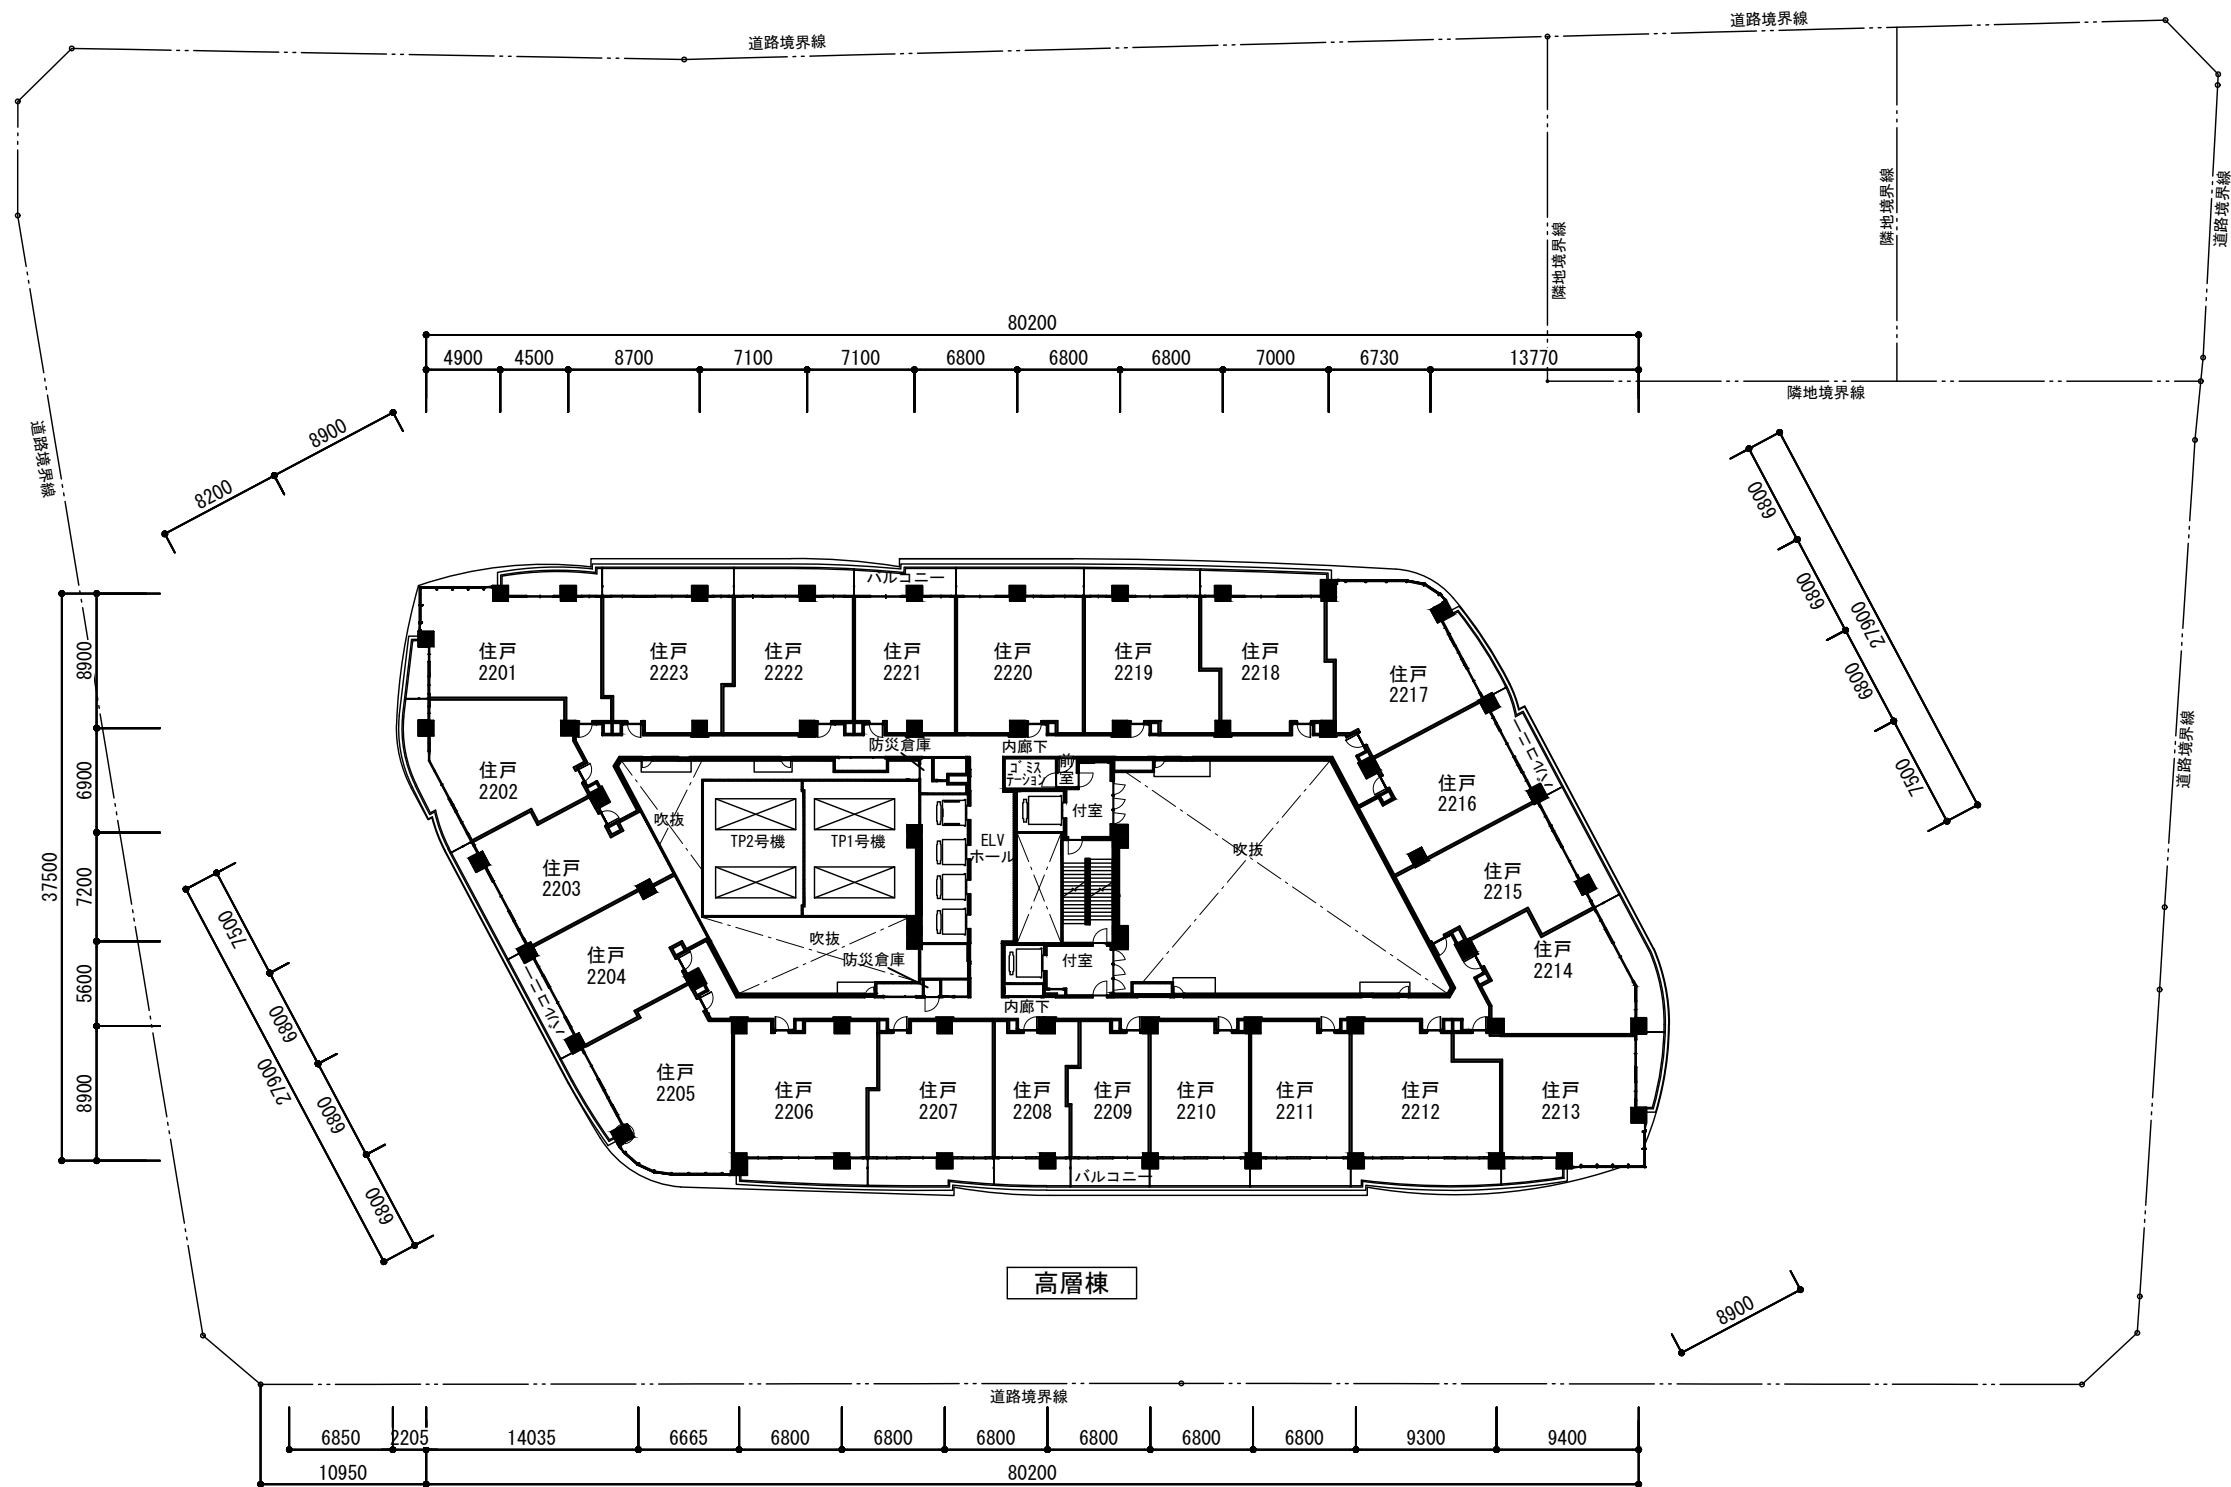 道路境界線
道路境界線
道路境界線
隣地境界線
隣地境界線
道路境界線
隣地境界線
80200
4900 4500 8700 7100 7100 6800 6800 6800 7000 6730 13770
8200 8900
6800 6800 6800 7500
27900
道路境界線
37500
8900 6900 7200 5600 8900
7500 6800 6800 6800
27900
バルコニー
住戸
2201
住戸
2223
住戸
2222
住戸
2221
住戸
2220
住戸
2219
住戸
2218
住戸
2217
住戸
2202
住戸
2216
住戸
2203
住戸
2215
住戸
2204
住戸
2214
住戸
2205
住戸
2206
住戸
2207
住戸
2208
住戸
2209
住戸
2210
住戸
2211
住戸
2212
住戸
2213
バルコニー
バルコニー
バルコニー
防災倉庫
内廊下
ゴミス
テーション
前室
付室
吹抜
TP2号機
TP1号機
ELV
ホール
吹抜
吹抜
防災倉庫
付室
内廊下
道路境界線
高層棟
8900
道路境界線
6850 2205 14035 6665 6800 6800 6800 6800 6800 6800 9300 9400
10950 80200